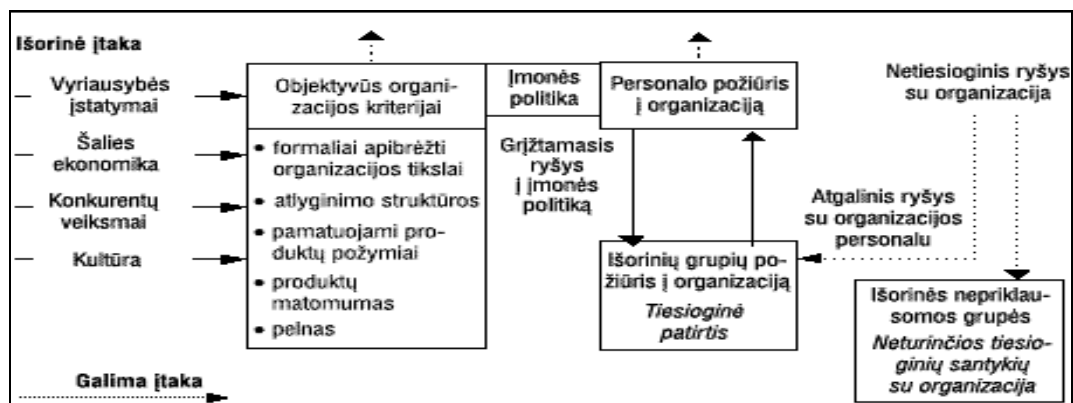 Išorinė įtaka
Vyriausybės
įstatymai
Šalies
ekonomika
Konkurentų
veiksmai
Kultūra
Objektyvūs organi-
zacijos kriterijai
• formaliai apibrėžti
organizacijos tikslai
• atlyginimo struktūros
• pamatuojami pro-
duktų požymiai
• produktų
matomumas
• pelnas
Įmonės
politika
Grįžtamasis
ryšys
į įmonės
politiką
Personalo požiūris
į organizaciją
Išorinių grupių po-
žiūris į organizaciją
Tiesioginė
patirtis
Netiesioginis ryšys
su organizacija
Atgalinis ryšys
su organizacijos
personalu
Išorinės nepriklau-
somos grupės
Neturinčios tiesio-
ginių santykių
su organizacija
Galima įtaka